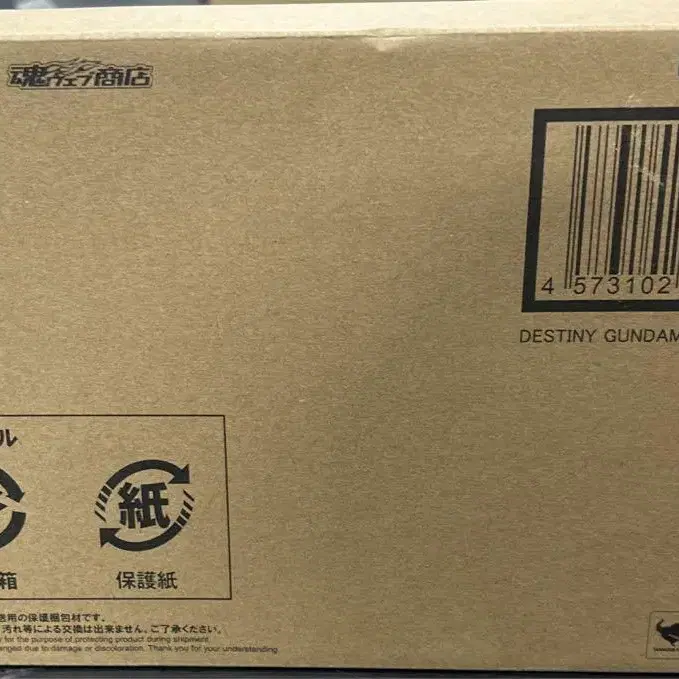 魂ウェブ商店
4 573102
DESTINY GUNDAM
ル
紙
箱
保護紙
送用の保護梱包材です。
汚れ等による交換は出来ません。ご了承ください。
for the purpose of protecting product during shipment.
anged due to damage or discoloration. Thank you for your understanding.